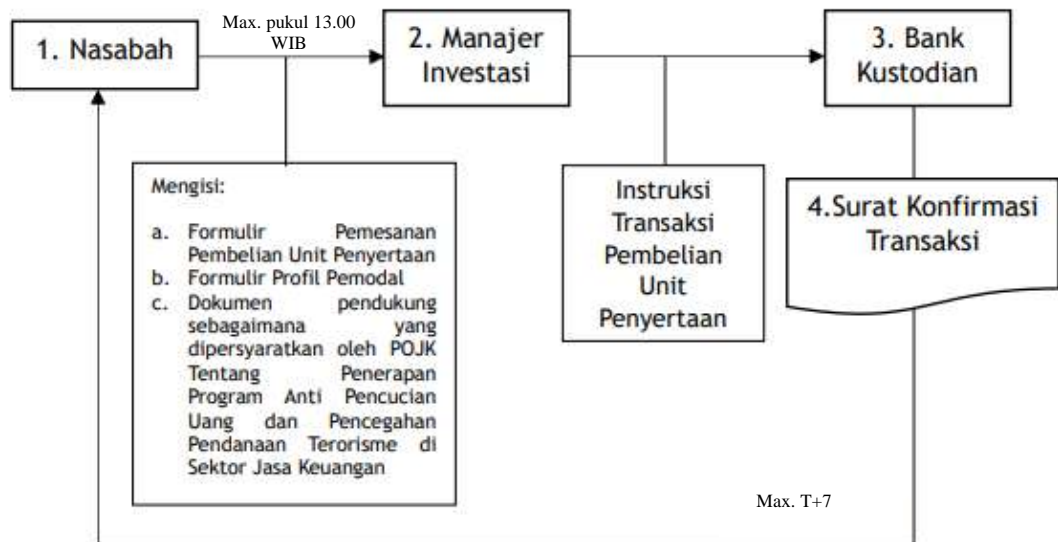 1. Nasabah
Max. pukul 13.00
WIB
2. Manajer
Investasi
3. Bank
Kustodian
Mengisi:
a. Formulir Pemesanan
Pembelian Unit Penyertaan
b. Formulir Profil Pemodal
c. Dokumen pendukung
sebagaimana yang
dipersyaratkan oleh POJK
Tentang Penerapan
Program Anti Pencucian
Uang dan Pencegahan
Pendanaan Terorisme di
Sektor Jasa Keuangan
Instruksi
Transaksi
Pembelian
Unit
Penyertaan
4.Surat Konfirmasi
Transaksi
Max. T+7